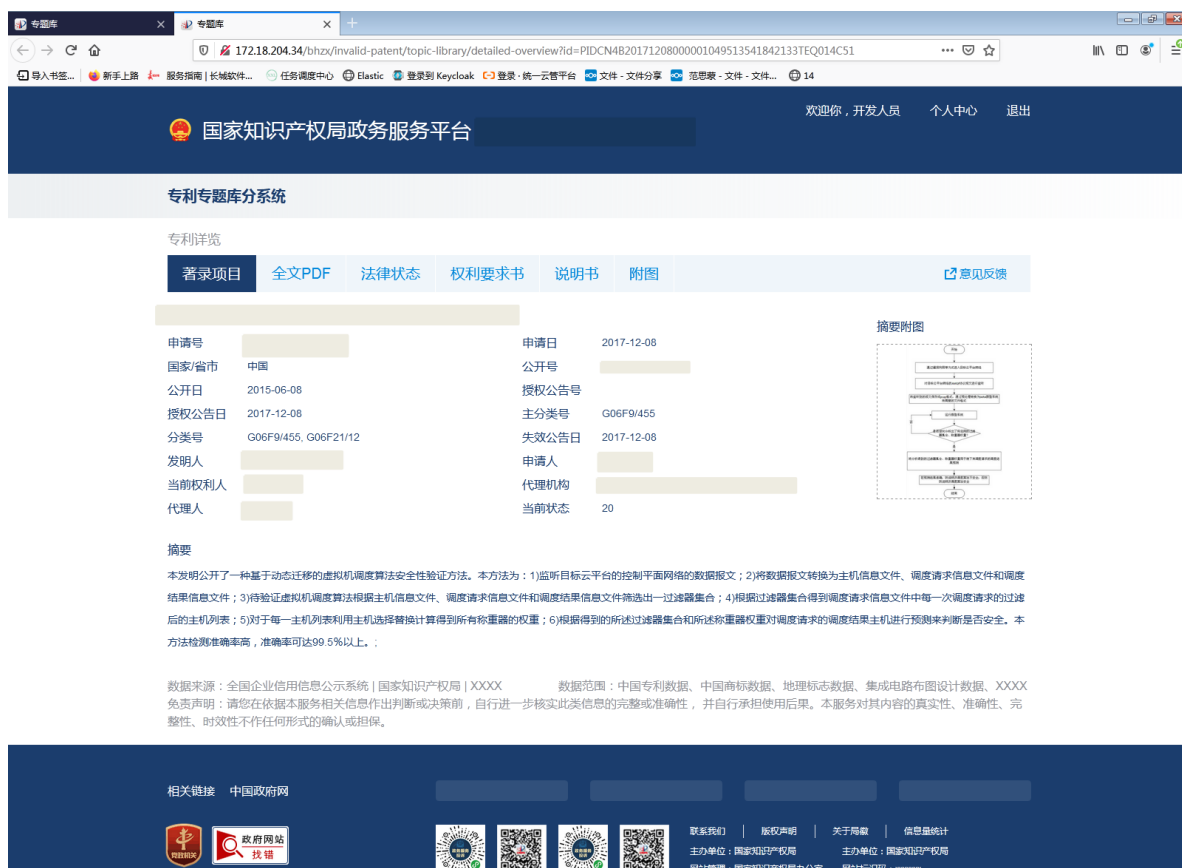 专题库
专题库
172.18.204.34/bhzx/invalid-patent/topic-library/detailed-overview?id=PIDCN4B20171208000001049513541842133TEQ014C51
导入书签... 新手上路 服务指南 | 长城软件... 任务调度中心 Elastic 登录到 Keycloak 登录 - 统一云管平台 文件 - 文件分享 范思蒙 - 文件 - 文件... 14
欢迎你，开发人员 个人中心 退出
国家知识产权局政务服务平台
专利专题库分系统
专利详览
著录项目 全文PDF 法律状态 权利要求书 说明书 附图 意见反馈
摘要附图
申请号 申请日 2017-12-08
国家/省市 中国 公开号
公开日 2015-06-08 授权公告号
授权公告日 2017-12-08 主分类号 G06F9/455
分类号 G06F9/455, G06F21/12 失效公告日 2017-12-08
发明人 申请人
当前权利人 代理机构
代理人 当前状态 20
开始
结束
摘要
本发明公开了一种基于动态迁移的虚拟机调度算法安全性验证方法。本方法为：1)监听目标云平台的控制平面网络的数据报文；2)将数据报文转换为主机信息文件、调度请求信息文件和调度
结果信息文件；3)待验证虚拟机调度算法根据主机信息文件、调度请求信息文件和调度结果信息文件筛选出一过滤器集合；4)根据过滤器集合得到调度请求信息文件中每一次调度请求的过滤
后的主机列表；5)对于每一主机列表利用主机选择替换计算得到所有称重器的权重；6)根据得到的所述过滤器集合和所述称重器权重对调度请求的调度结果主机进行预测来判断是否安全。本
方法检测准确率高，准确率可达99.5%以上。;
数据来源：全国企业信用信息公示系统 | 国家知识产权局 | XXXX 数据范围：中国专利数据、中国商标数据、地理标志数据、集成电路布图设计数据、XXXX
免责声明：请您在依据本服务相关信息作出判断或决策前，自行进一步核实此类信息的完整或准确性，并自行承担使用后果。本服务对其内容的真实性、准确性、完
整性、时效性不作任何形式的确认或担保。
相关链接 中国政府网
党政机关
政府网站
找错
联系我们 | 版权声明 | 关于局徽 | 信息量统计
主办单位：国家知识产权局 主办单位：国家知识产权局